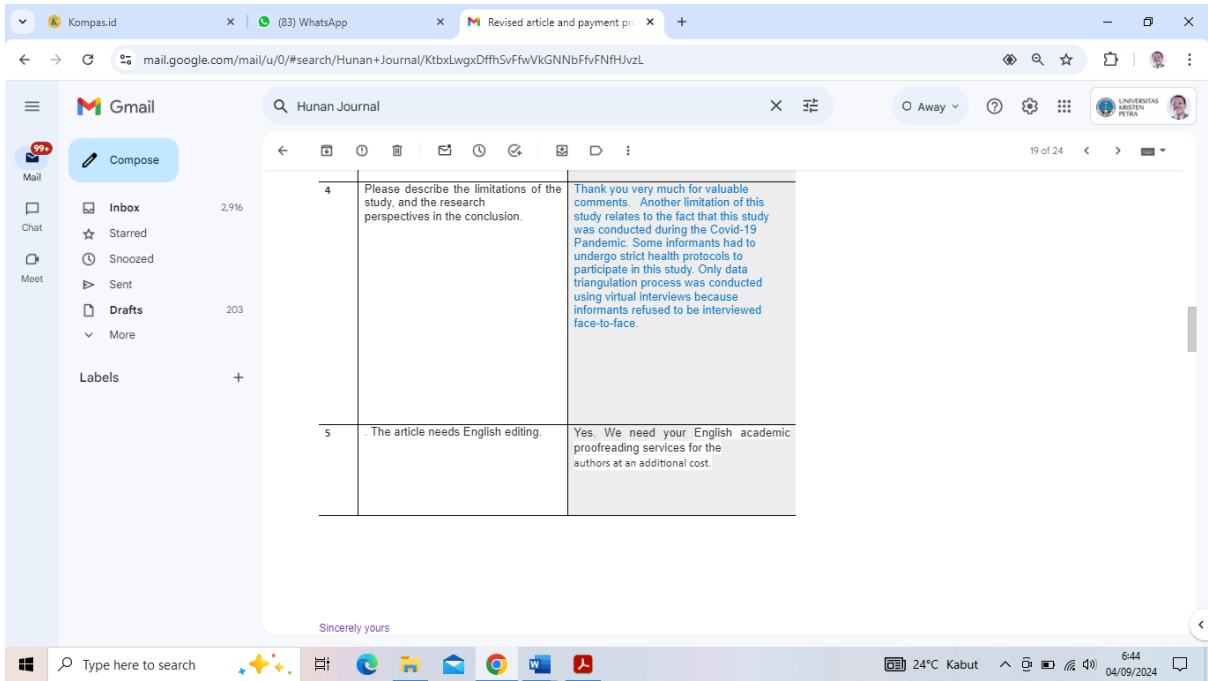 Kompas.id
(83) WhatsApp
Revised article and payment pro
mail.google.com/mail/u/0/#search/Hunan+Journal/KtbxLwgxDffhSvFfwVkGNNbFfvFNfHJvzL
Gmail
Hunan Journal
Away
UNIVERSITAS
KRISTEN
PETRA
99+
Mail
Chat
Meet
Compose
Inbox 2,916
Starred
Snoozed
Sent
Drafts 203
More
Labels
19 of 24
4
Please describe the limitations of the
study, and the research
perspectives in the conclusion.
Thank you very much for valuable
comments. Another limitation of this
study relates to the fact that this study
was conducted during the Covid-19
Pandemic. Some informants had to
undergo strict health protocols to
participate in this study. Only data
triangulation process was conducted
using virtual interviews because
informants refused to be interviewed
face-to-face.
5
. The article needs English editing.
Yes. We need your English academic
proofreading services for the
authors at an additional cost.
Sincerely yours
Type here to search
24°C Kabut
6:44
04/09/2024